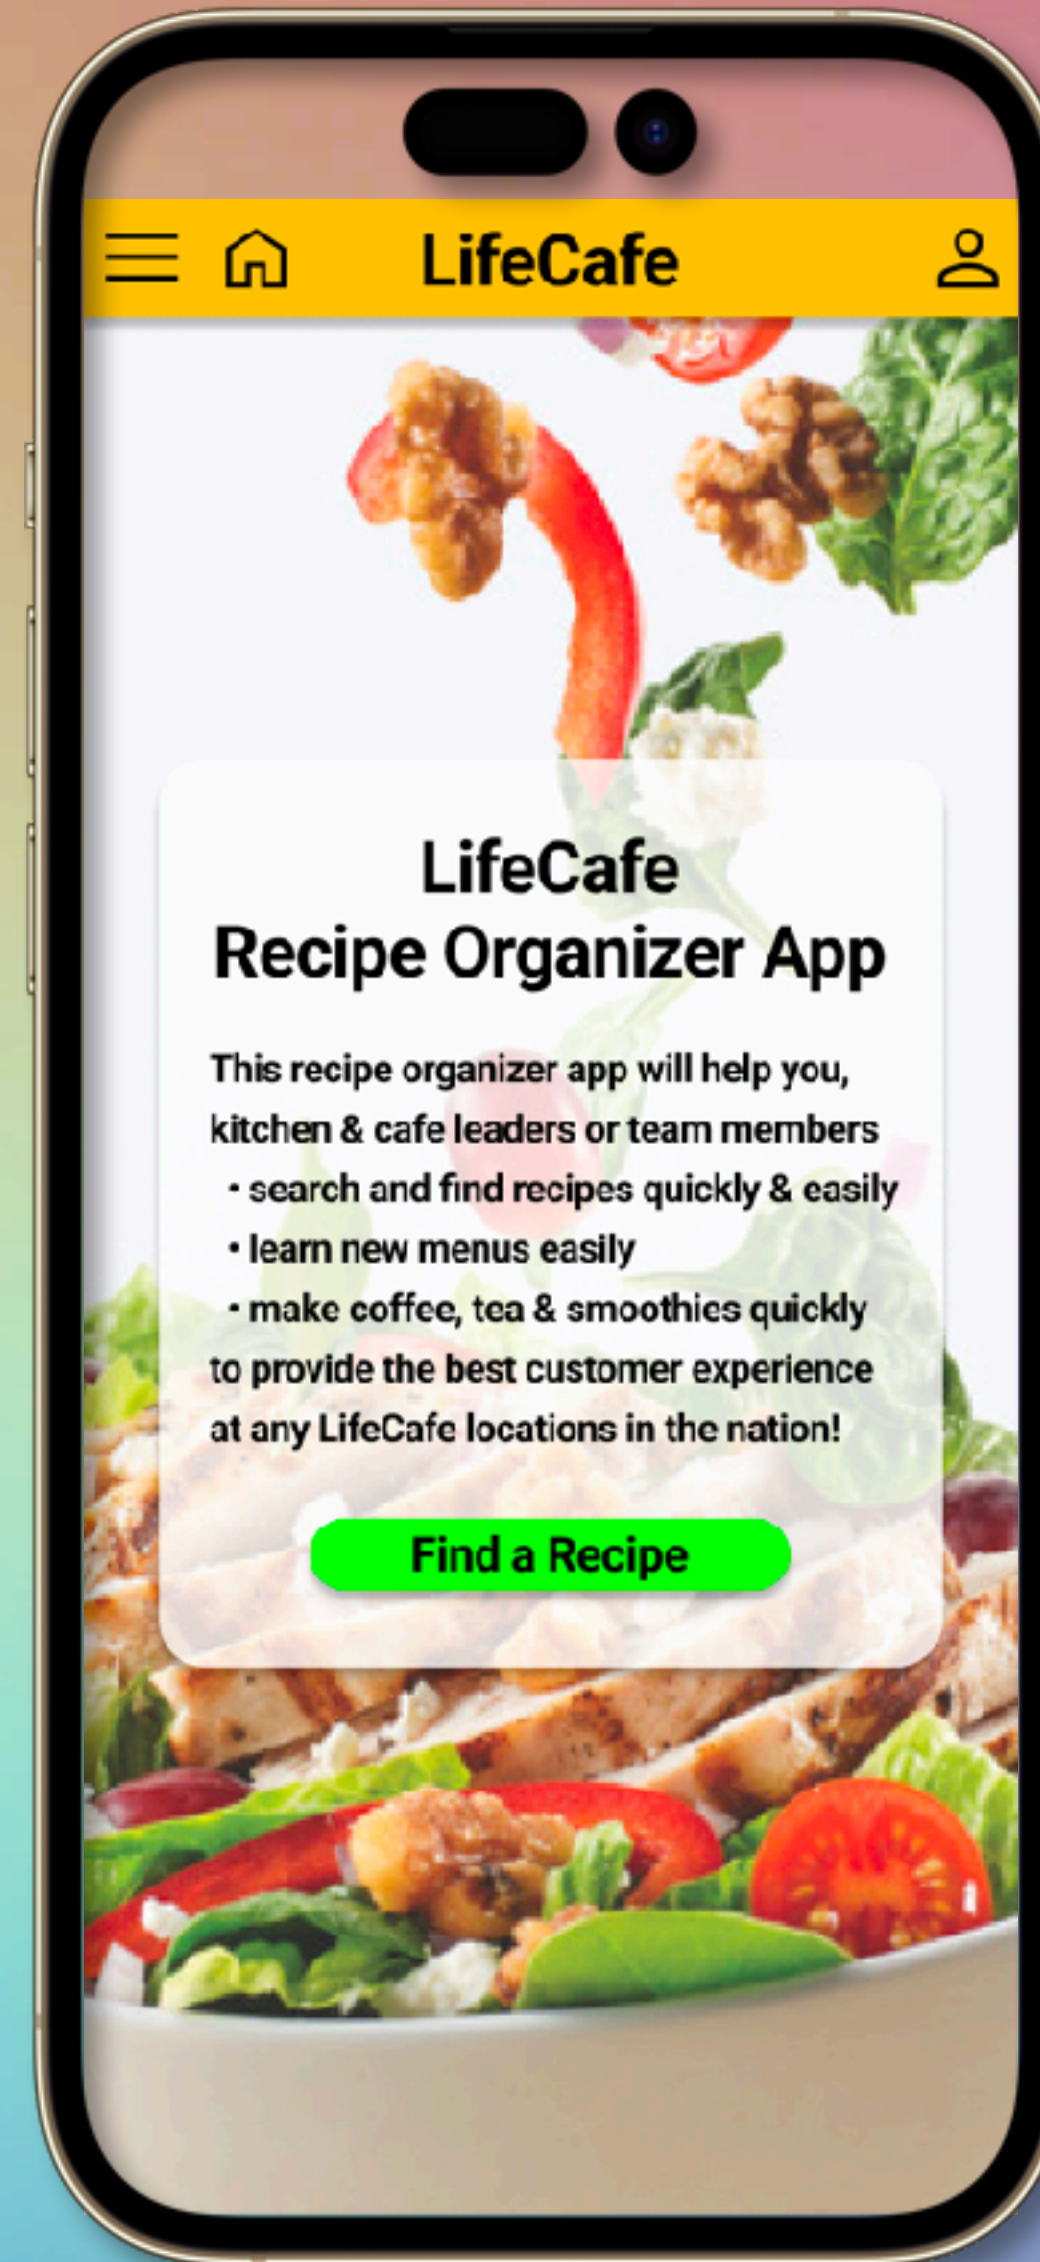 LifeCafe
LifeCafe
Recipe Organizer App
This recipe organizer app will help you,
kitchen & cafe leaders or team members
• search and find recipes quickly & easily
• learn new menus easily
• make coffee, tea & smoothies quickly
to provide the best customer experience
at any LifeCafe locations in the nation!
Find a Recipe